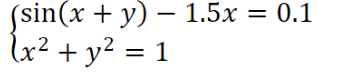 sin(x + y) − 1.5x = 0.1
x² + y² = 1